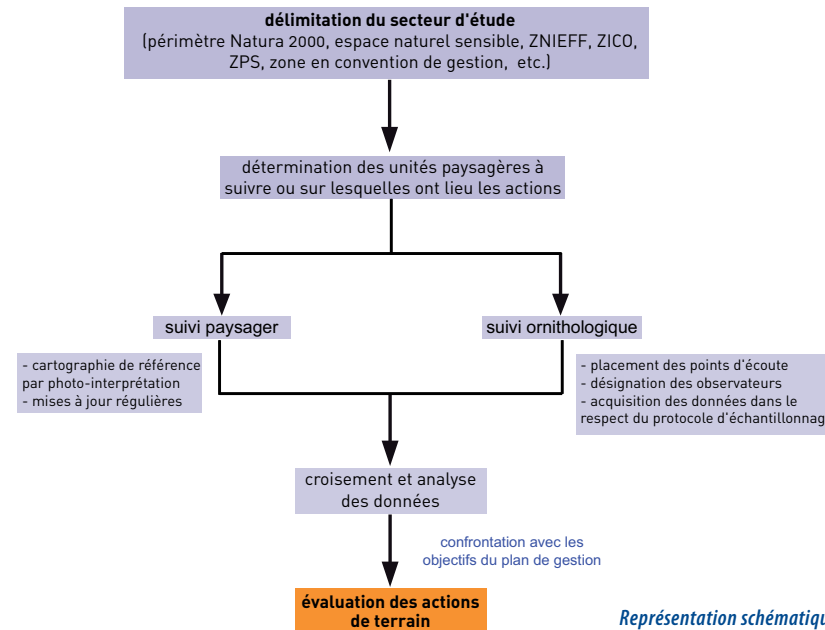 délimitation du secteur d'étude
(périmètre Natura 2000, espace naturel sensible, ZNIEFF, ZICO,
ZPS, zone en convention de gestion, etc.)
détermination des unités paysagères à
suivre ou sur lesquelles ont lieu les actions
suivi paysager
suivi ornithologique
- cartographie de référence
par photo-interprétation
- mises à jour régulières
- placement des points d'écoute
- désignation des observateurs
- acquisition des données dans le
respect du protocole d'échantillonnag
croisement et analyse
des données
confrontation avec les
objectifs du plan de gestion
évaluation des actions
de terrain
Représentation schématiqu